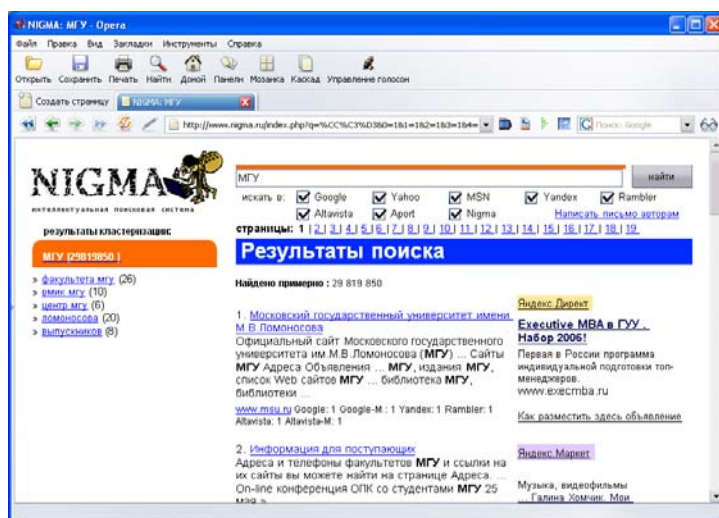 NIGMA: МГУ - Opera
Файл Правка Вид Закладки Инструменты Справка
Открыть Сохранить Печать Найти Домой Панели Мозаика Каскад Управление голосом
Создать страницу NIGMA: МГУ
http://www.nigma.ru/index.php?q=%CC%C3%D3&0=1&1=1&2=1&3=1&4= Поиск: Google
NIGMA
интеллектуальная поисковая система
МГУ найти
искать в: Google Yahoo MSN Yandex Rambler
Altavista Aport Nigma Написать письмо авторам
страницы: 1 | 2 | 3 | 4 | 5 | 6 | 7 | 8 | 9 | 10 | 11 | 12 | 13 | 14 | 15 | 16 | 17 | 18 | 19
результаты кластеризации:
МГУ (29819850 )
» факультета мгу (26)
» вмик мгу (10)
» центр мгу (6)
» ломоносова (20)
» выпускников (8)
Результаты поиска
Найдено примерно : 29 819 850
1. Московский государственный университет имени
М.В.Ломоносова
Официальный сайт Московского государственного
университета им.М.В.Ломоносова (МГУ) ... Сайты
МГУ Адреса Объявления ... МГУ, издания МГУ,
список Web сайтов МГУ ... библиотека МГУ,
библиотеки ...
www.msu.ru Google: 1 Google-M : 1 Yandex: 1 Rambler: 1
Altavista: 1 Altavista-M: 1
2. Информация для поступающих
Адреса и телефоны факультетов МГУ и ссылки на
их сайты вы можете найти на странице Адреса. ...
On-line конференция ОПК со студентами МГУ 25
мая »
Яндекс.Директ
Executive MBA в ГУУ .
Набор 2006!
Первая в России программа
индивидуальной подготовки топ-
менеджеров.
www.execmba.ru
Как разместить здесь объявление
Яндекс.Маркет
Музыка, видеофильмы
... Галина Хомчик. Мои